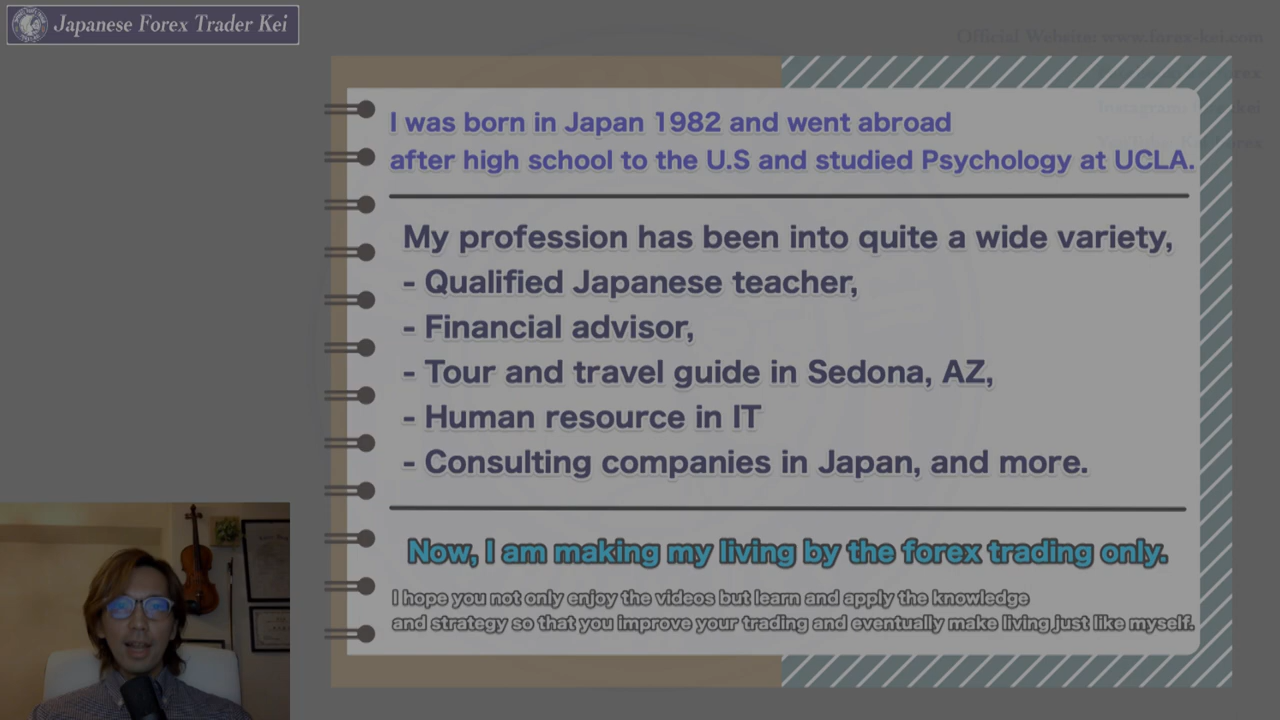 Japanese Forex Trader Kei
Official Website: www.forex-kei.com
I was born in Japan 1982 and went abroad
after high school to the U.S and studied Psychology at UCLA.
My profession has been into quite a wide variety,
- Qualified Japanese teacher,
- Financial advisor,
- Tour and travel guide in Sedona, AZ,
- Human resource in IT
- Consulting companies in Japan, and more.
Now, I am making my living by the forex trading only.
I hope you not only enjoy the videos but learn and apply the knowledge
and strategy so that you improve your trading and eventually make living just like myself.